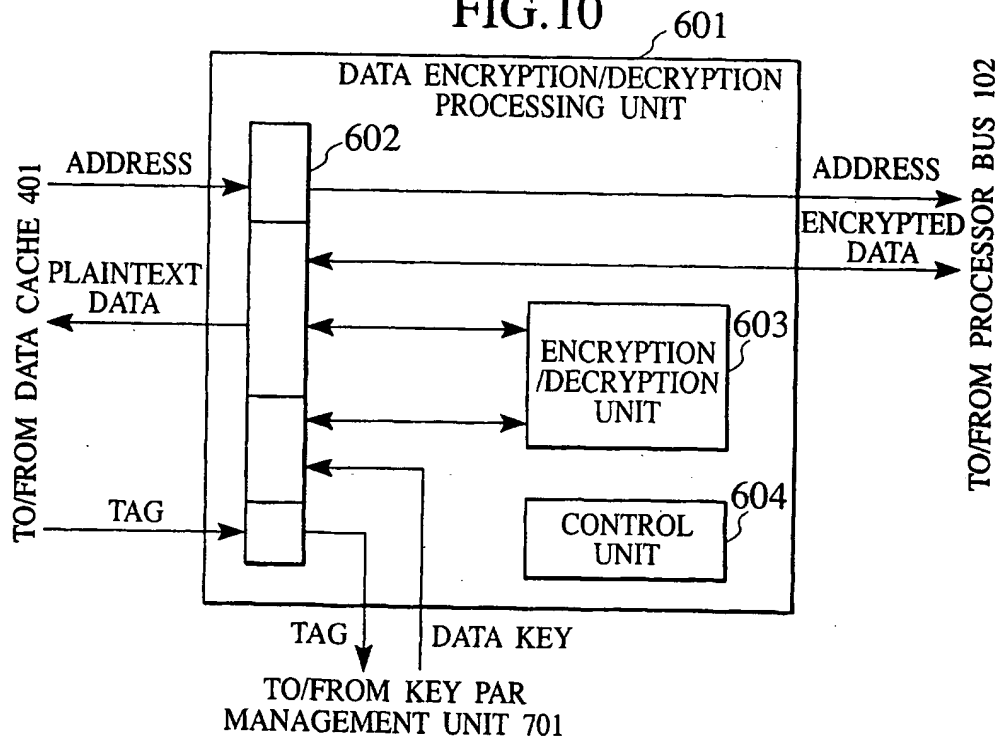 FIG.10
601
DATA ENCRYPTION/DECRYPTION
PROCESSING UNIT
602
TO/FROM DATA CACHE 401
ADDRESS
PLAINTEXT
DATA
TAG
ADDRESS
ENCRYPTED
DATA
TO/FROM PROCESSOR BUS 102
603
ENCRYPTION
/DECRYPTION
UNIT
604
CONTROL
UNIT
TAG
DATA KEY
TO/FROM KEY PAR
MANAGEMENT UNIT 701